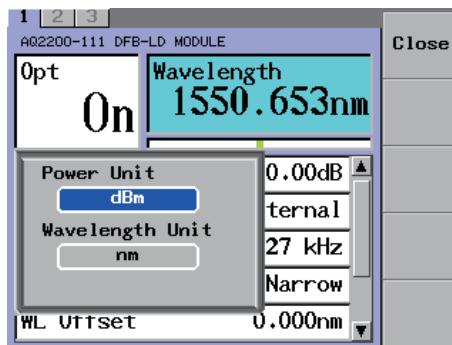 1 2 3
AQ2200-111 DFB-LD MODULE
Close
Opt
On
Wavelength
1550.653nm
Power Unit
dBm
Wavelength Unit
nm
0.00dB
ternal
27 kHz
Narrow
WL Offset 0.000nm